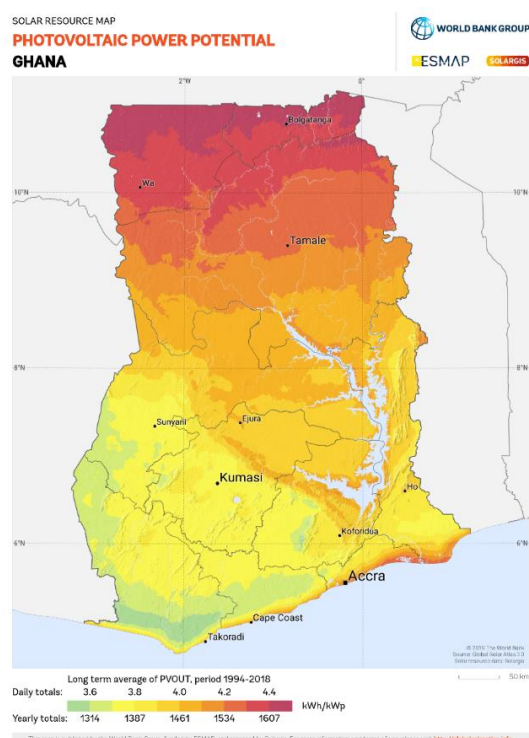 SOLAR RESOURCE MAP
PHOTOVOLTAIC POWER POTENTIAL
GHANA
WORLD BANK GROUP
ESMAP SOLARGIS
2°W 0°
Bolgatanga
10°N 10°N
Wa
Tamale
8°N 8°N
Sunyani Ejura
Kumasi
Ho
6°N 6°N
Koforidua
Accra
Cape Coast
Takoradi
© 2019 The World Bank
Source: Global Solar Atlas 2.0
Solar resource data: Solargis
50 km
Long term average of PVOUT, period 1994-2018
Daily totals: 3.6 3.8 4.0 4.2 4.4
kWh/kWp
Yearly totals: 1314 1387 1461 1534 1607